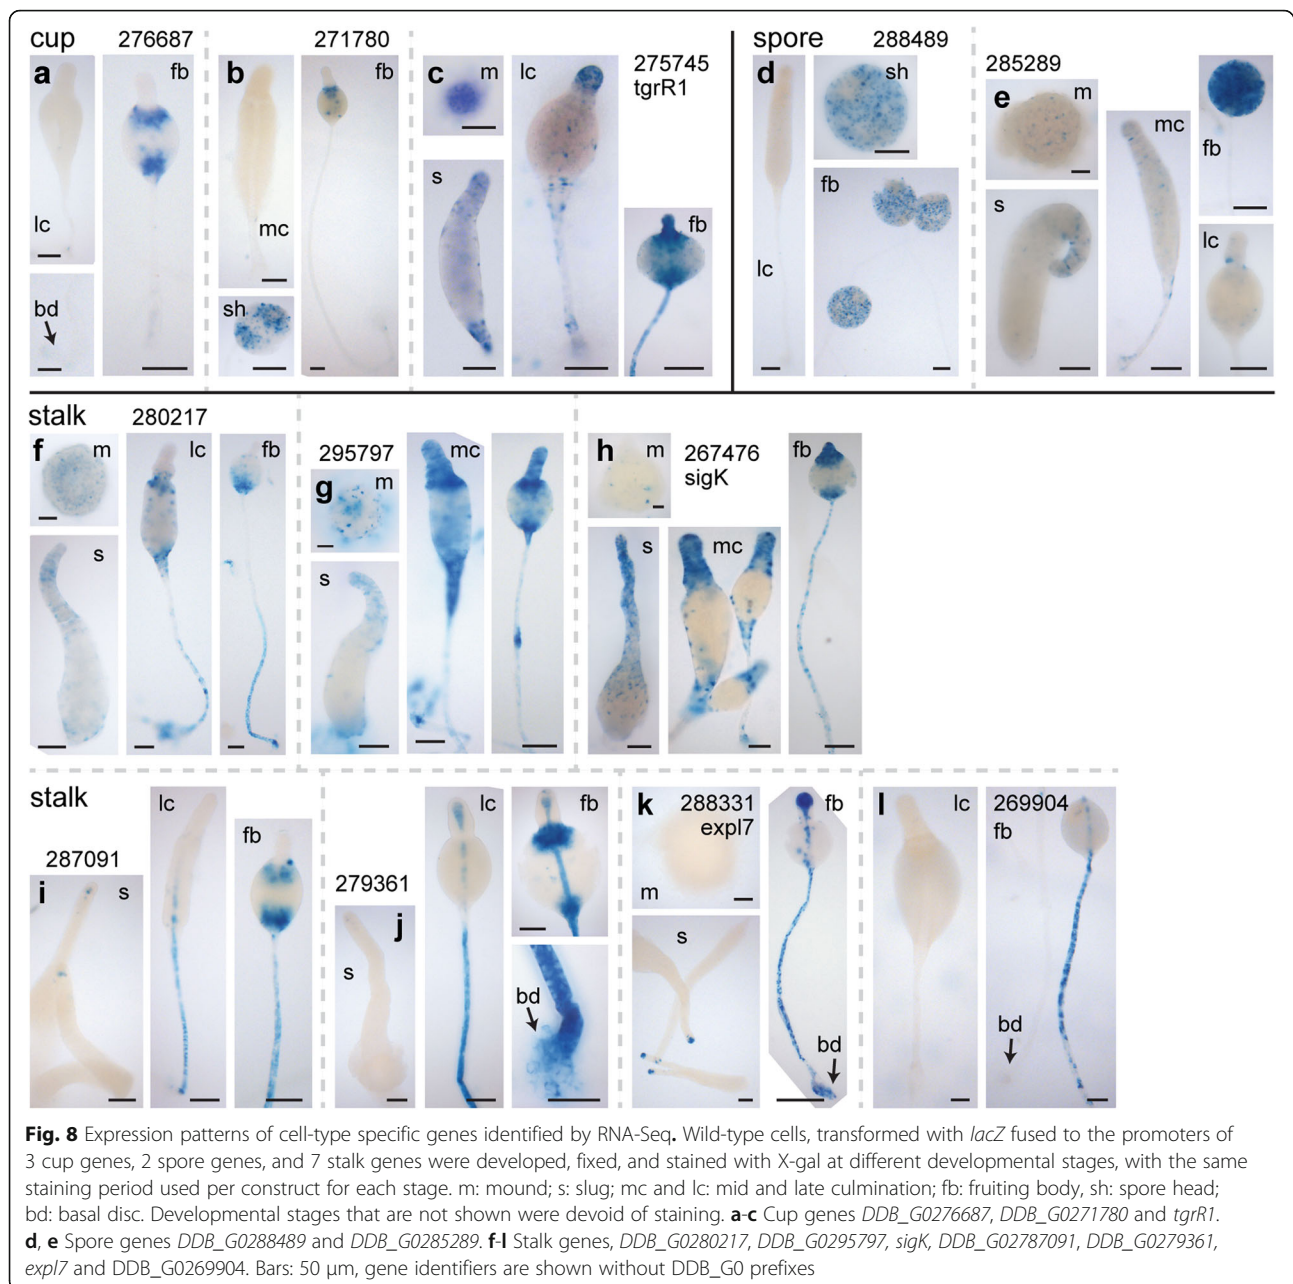 cup
276687
271780
275745
tgrR1
spore
288489
285289
a
fb
lc
bd
b
fb
mc
sh
c
m
lc
s
fb
d
sh
fb
lc
e
m
mc
fb
s
lc
stalk
280217
295797
267476
sigK
f
m
lc
fb
s
g
m
mc
s
h
m
fb
s
mc
stalk
287091
i
s
lc
fb
279361
j
s
lc
fb
bd
k
288331
expl7
fb
m
s
bd
l
lc
269904
fb
bd
Fig. 8 Expression patterns of cell-type specific genes identified by RNA-Seq. Wild-type cells, transformed with lacZ fused to the promoters of
3 cup genes, 2 spore genes, and 7 stalk genes were developed, fixed, and stained with X-gal at different developmental stages, with the same
staining period used per construct for each stage. m: mound; s: slug; mc and lc: mid and late culmination; fb: fruiting body, sh: spore head;
bd: basal disc. Developmental stages that are not shown were devoid of staining. a-c Cup genes DDB_G0276687, DDB_G0271780 and tgrR1.
d, e Spore genes DDB_G0288489 and DDB_G0285289. f-l Stalk genes, DDB_G0280217, DDB_G0295797, sigK, DDB_G02787091, DDB_G0279361,
expl7 and DDB_G0269904. Bars: 50 μm, gene identifiers are shown without DDB_G0 prefixes